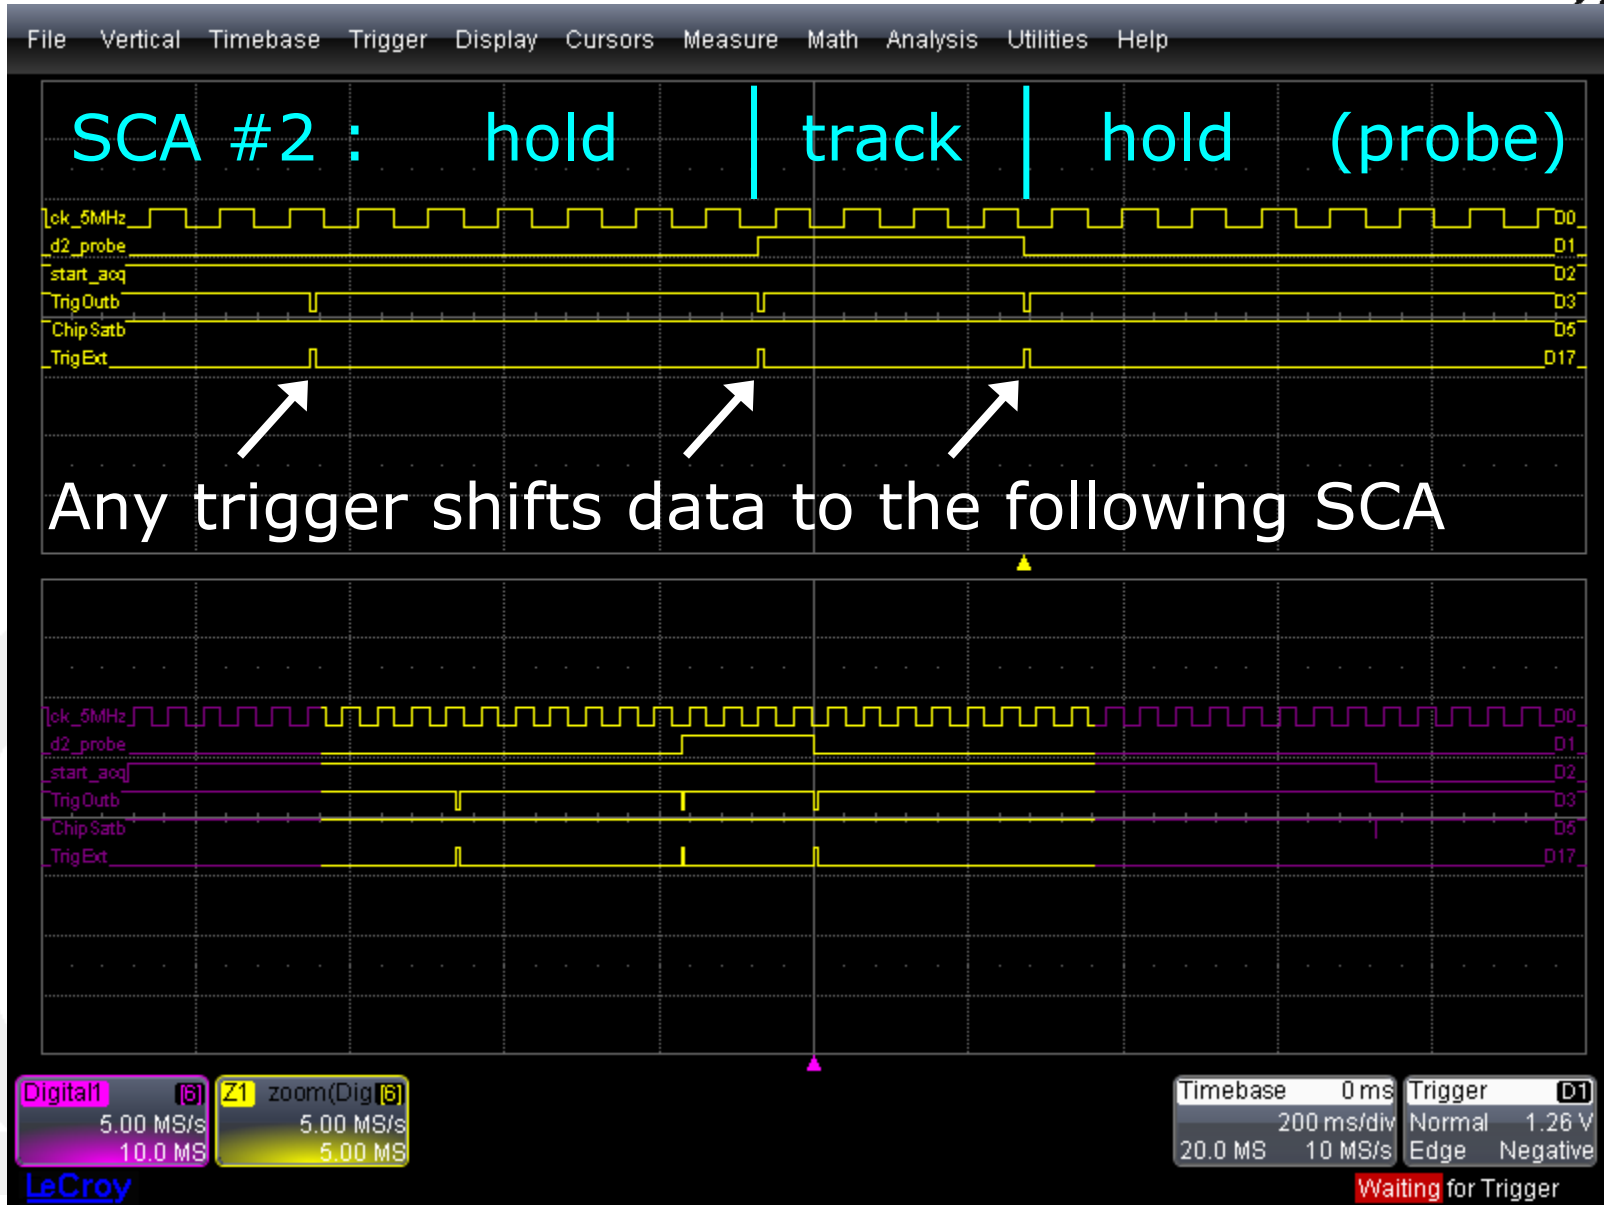 File Vertical Timebase Trigger Display Cursors Measure Math Analysis Utilities Help
SCA #2 : hold track hold (probe)
ck_5MHz D0
d2_probe D1
start_acq D2
TrigOutb D3
ChipSatb D5
TrigExt D17
Any trigger shifts data to the following SCA
ck_5MHz D0
d2_probe D1
start_acq D2
TrigOutb D3
ChipSatb D5
TrigExt D17
Digital1 [6] Z1 zoom(Dig [6] Timebase 0 ms Trigger D1
5.00 MS/s 5.00 MS/s 200 ms/div Normal 1.26 V
10.0 MS 5.00 MS 20.0 MS 10 MS/s Edge Negative
LeCroy Waiting for Trigger